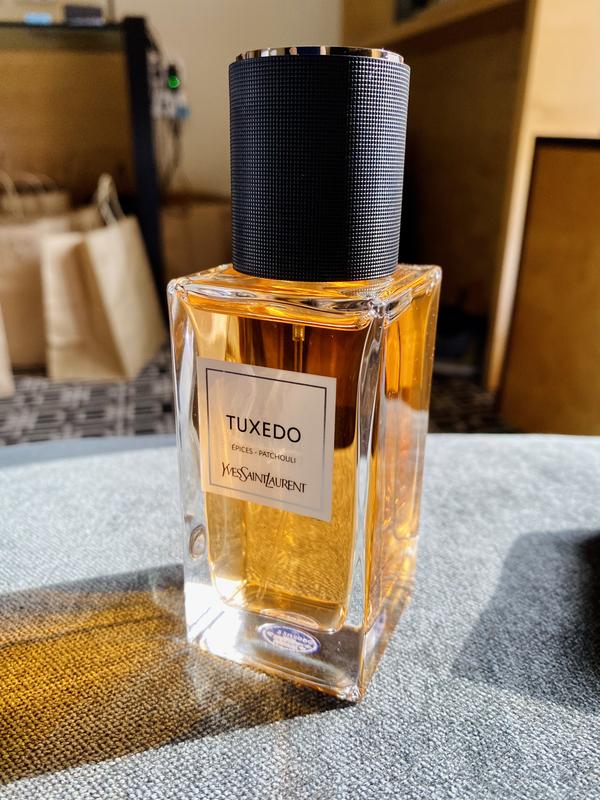 TUXEDO
ÉPICES - PATCHOULI
YVESSAINTLAURENT